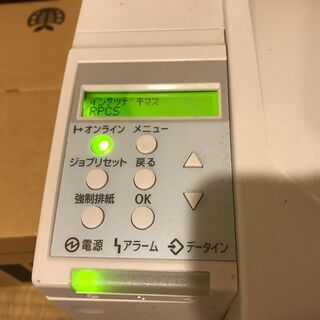 インサツデキマス
RPCS
オンライン メニュー
ジョブリセット 戻る
強制排紙 OK
電源 アラーム データイン